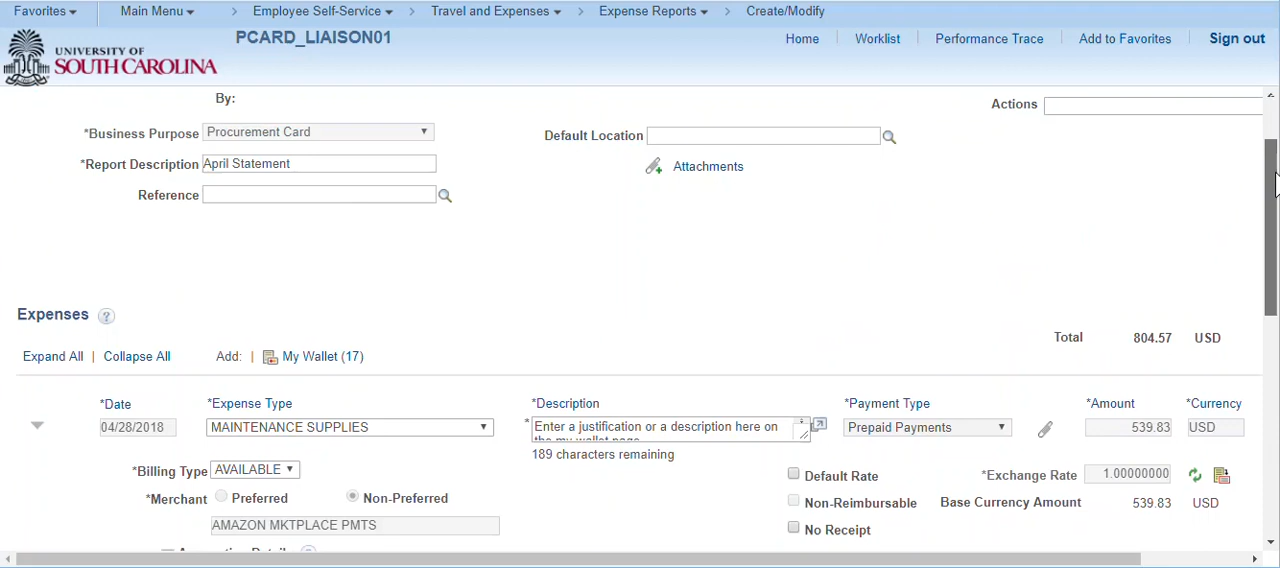 Favorites Main Menu > Employee Self-Service > Travel and Expenses > Expense Reports > Create/Modify
UNIVERSITY OF
SOUTH CAROLINA
PCARD_LIAISON01
Home Worklist Performance Trace Add to Favorites Sign out
By:
Actions
*Business Purpose Procurement Card
Default Location
*Report Description April Statement
Attachments
Reference
Expenses ?
Total 804.57 USD
Expand All | Collapse All Add: | My Wallet (17)
*Date *Expense Type *Description *Payment Type *Amount *Currency
04/28/2018 MAINTENANCE SUPPLIES * Enter a justification or a description here on Prepaid Payments 539.83 USD
the my wallet page
189 characters remaining
*Billing Type AVAILABLE
Default Rate *Exchange Rate 1.00000000
*Merchant Preferred Non-Preferred
Non-Reimbursable Base Currency Amount 539.83 USD
AMAZON MKTPLACE PMTS
No Receipt